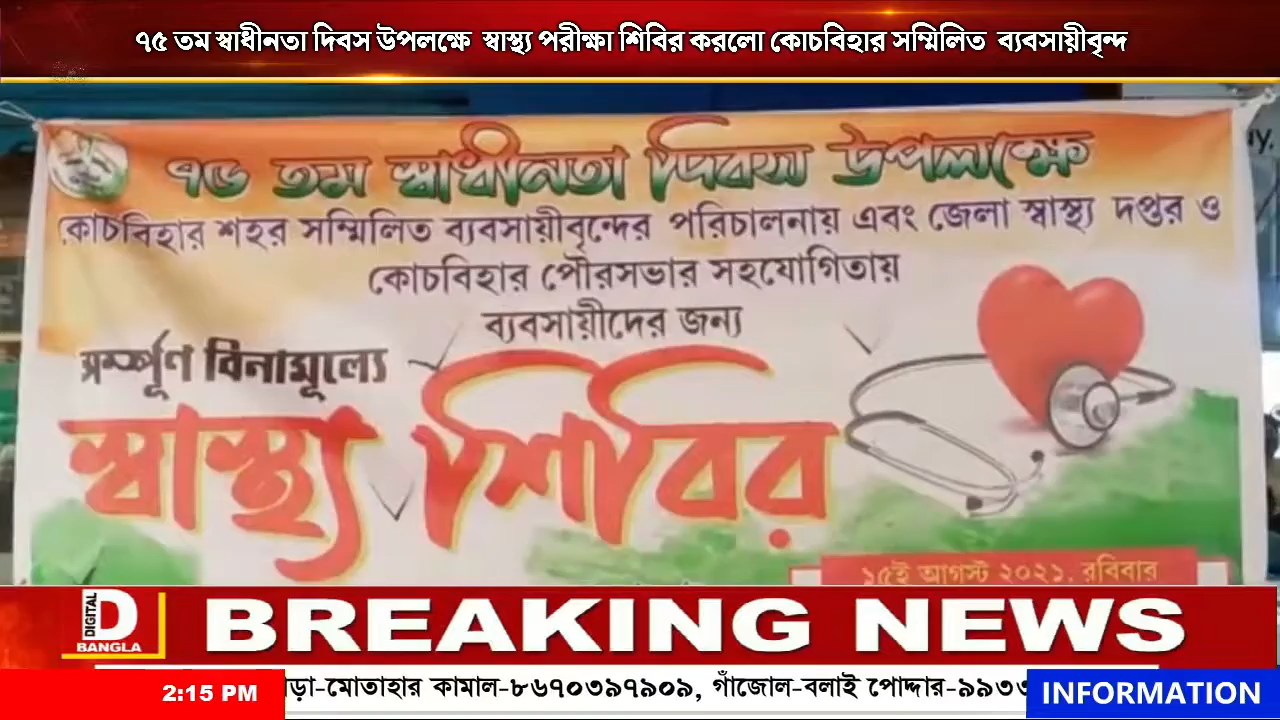 ৭৫ তম স্বাধীনতা দিবস উপলক্ষে স্বাস্থ্য পরীক্ষা শিবির করলো কোচবিহার সম্মিলিত ব্যবসায়ীবৃন্দ
৭৫ তম স্বাধীনতা দিবস উপলক্ষে
কোচবিহার শহর সম্মিলিত ব্যবসায়ীবৃন্দের পরিচালনায় এবং জেলা স্বাস্থ্য দপ্তর ও
কোচবিহার পৌরসভার সহযোগিতায়
ব্যবসায়ীদের জন্য
সম্পূর্ণ বিনামূল্যে
স্বাস্থ্য শিবির
১৫ই আগস্ট ২০২১, রবিবার
DIGITAL
BANGLA
BREAKING NEWS
2:15 PM
ড়া-মোতাহার কামাল-৮৬৭০৩৯৭৯০৯, গাঁজোল-বলাই পোদ্দার-৯৯৩
INFORMATION